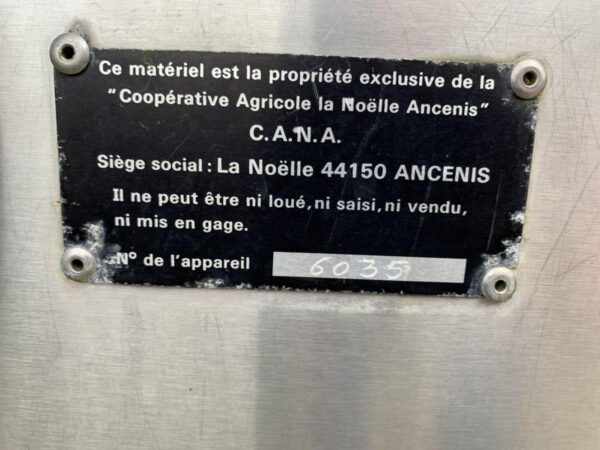 Ce matériel est la propriété exclusive de la
"Coopérative Agricole la Noëlle Ancenis"
C.A.N.A.
Siège social : La Noëlle 44150 ANCENIS
Il ne peut être ni loué, ni saisi, ni vendu,
ni mis en gage.
N° de l'appareil 6035